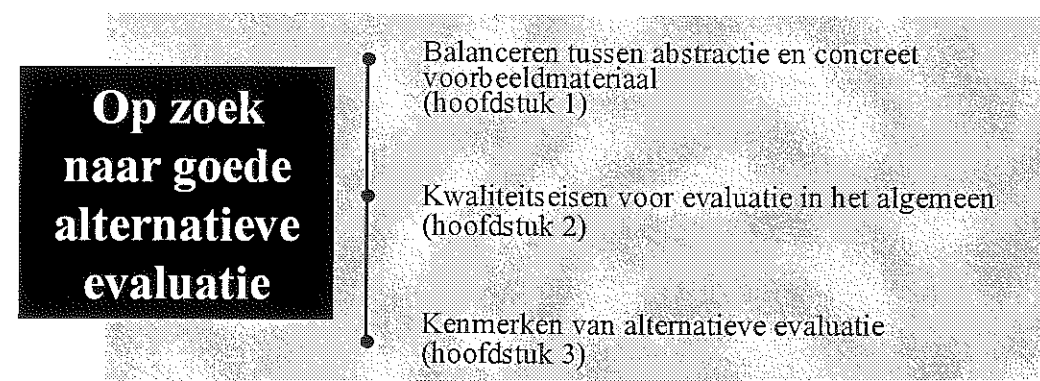 Op zoek
naar goede
alternatieve
evaluatie
Balanceren tussen abstractie en concreet
voorbeeldmateriaal
(hoofdstuk 1)
Kwaliteitseisen voor evaluatie in het algemeen
(hoofdstuk 2)
Kenmerken van alternatieve evaluatie
(hoofdstuk 3)